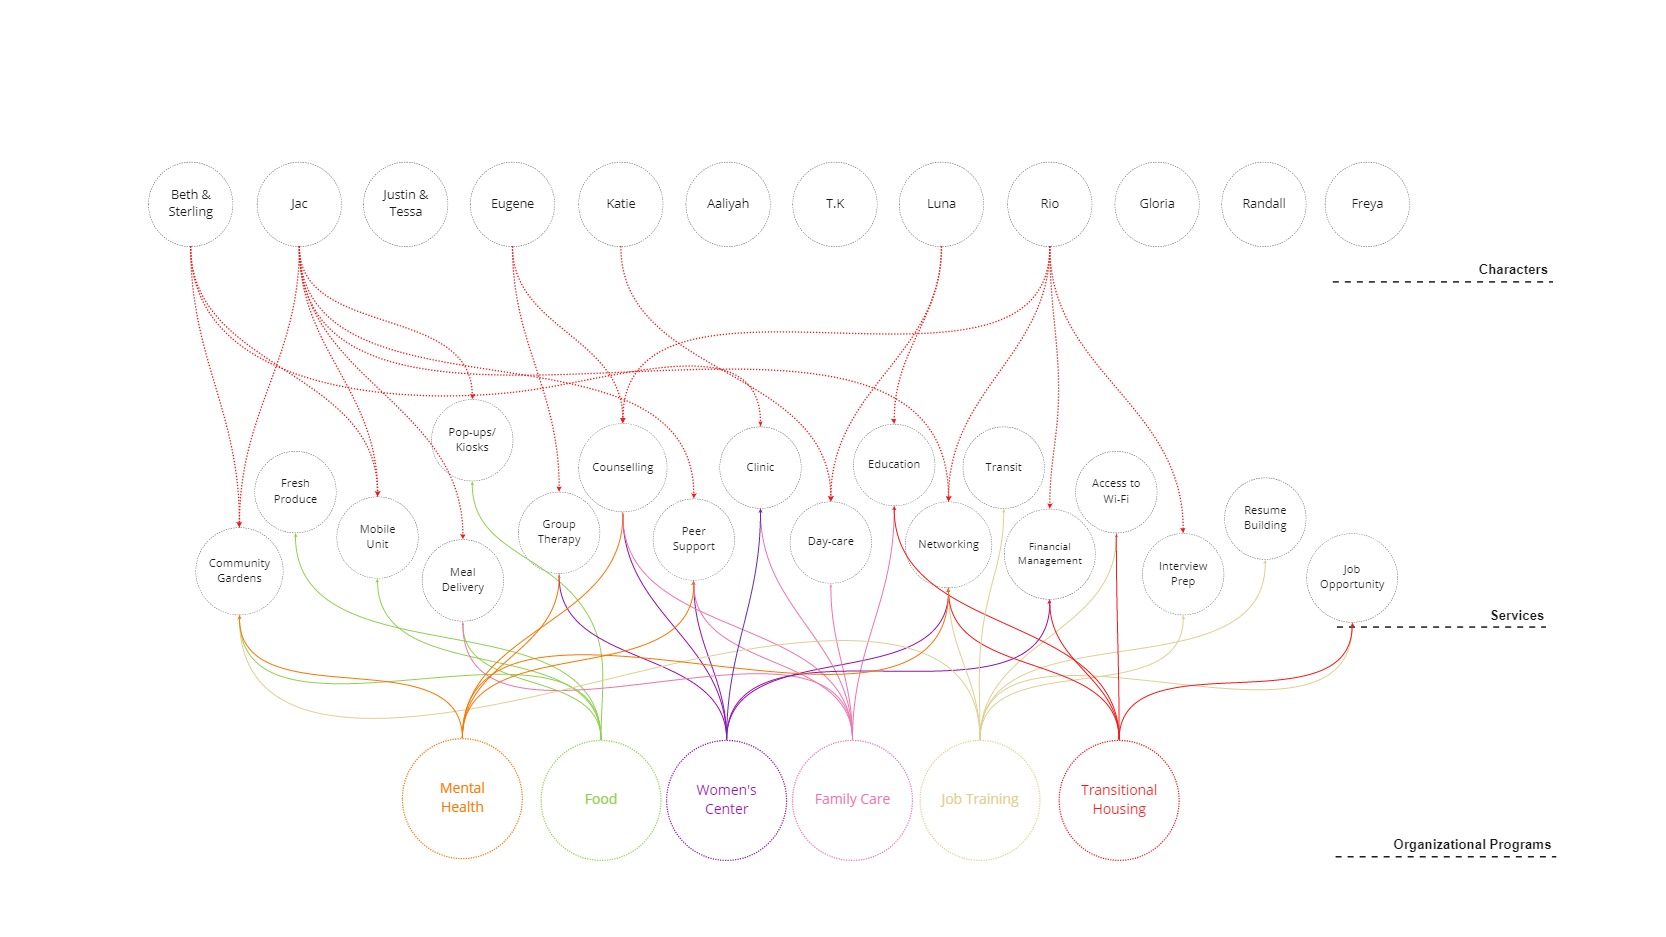 Beth &
Sterling
Jac
Justin &
Tessa
Eugene
Katie
Aaliyah
T.K
Luna
Rio
Gloria
Randall
Freya
Characters
Pop-ups/
Kiosks
Counselling
Clinic
Education
Transit
Fresh
Produce
Access to
Wi-Fi
Resume
Building
Mobile
Unit
Group
Therapy
Peer
Support
Day-care
Networking
Financial
Management
Community
Gardens
Meal
Delivery
Interview
Prep
Job
Opportunity
Services
Mental
Health
Food
Women's
Center
Family Care
Job Training
Transitional
Housing
Organizational Programs